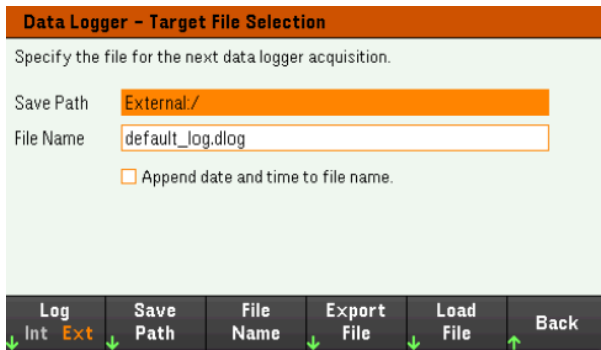 Data Logger - Target File Selection
Specify the file for the next data logger acquisition.
Save Path External:/
File Name default_log.dlog
Append date and time to file name.
Log Save File Export Load
Int Ext Path Name File File Back